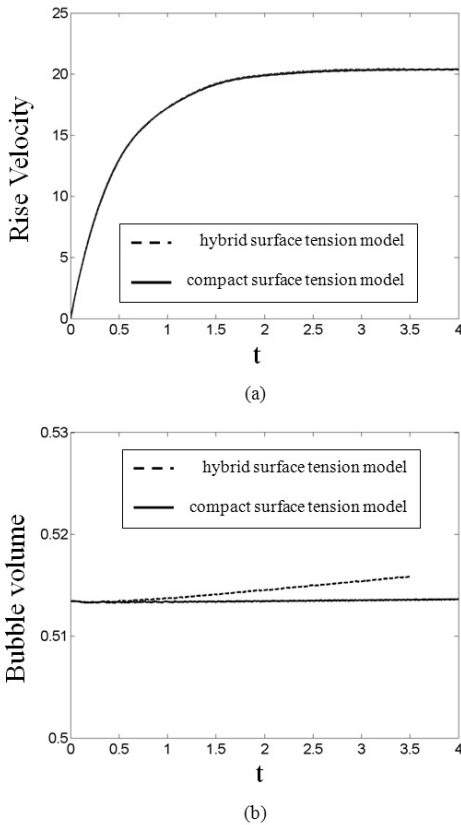 25
20
15
10
5
0
Rise Velocity
hybrid surface tension model
compact surface tension model
0 0.5 1 1.5 2 2.5 3 3.5 4
t
(a)
0.53
0.52
0.51
0.5
Bubble volume
hybrid surface tension model
compact surface tension model
0 0.5 1 1.5 2 2.5 3 3.5 4
t
(b)